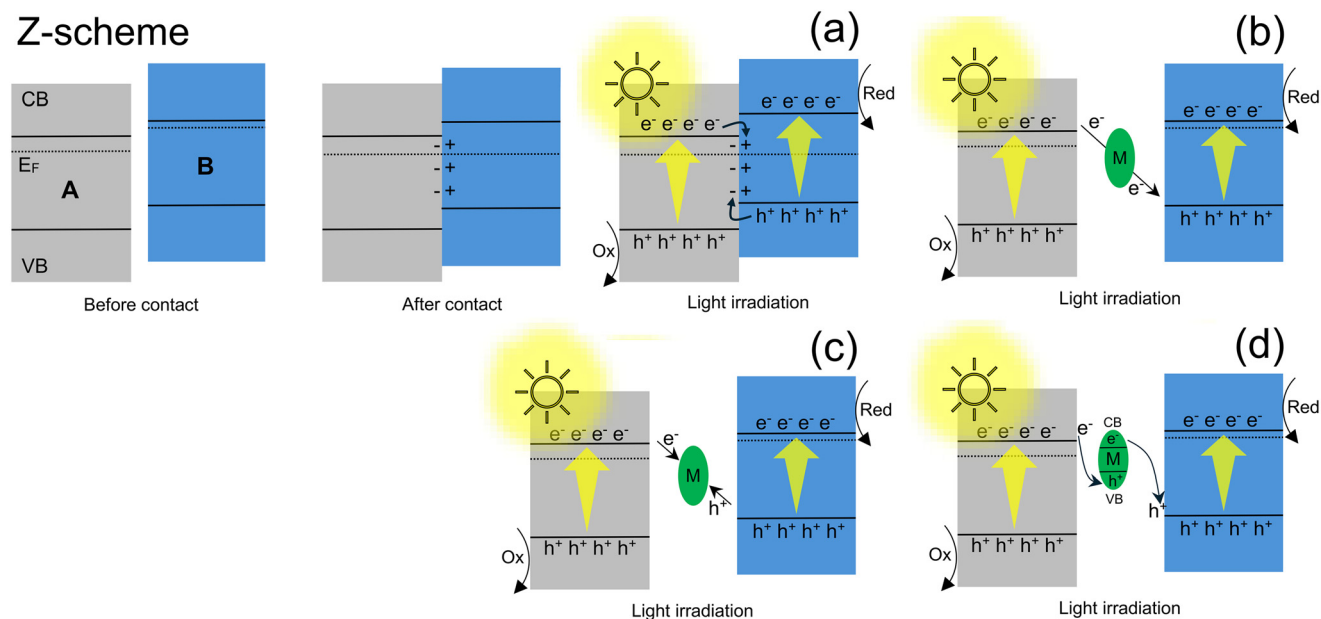 Z-scheme
CB
E_F
A
VB
B
Before contact
-+
-+
-+
After contact
(a)
e⁻ e⁻ e⁻ e⁻
e⁻ e⁻ e⁻ e⁻
Red
-+
-+
-+
h⁺ h⁺ h⁺ h⁺
h⁺ h⁺ h⁺ h⁺
Ox
Light irradiation
(b)
e⁻ e⁻ e⁻ e⁻
e⁻
M
e⁻
e⁻ e⁻ e⁻ e⁻
Red
h⁺ h⁺ h⁺ h⁺
h⁺ h⁺ h⁺ h⁺
Ox
Light irradiation
(c)
e⁻ e⁻ e⁻ e⁻
e⁻
M
h⁺
e⁻ e⁻ e⁻ e⁻
Red
h⁺ h⁺ h⁺ h⁺
h⁺ h⁺ h⁺ h⁺
Ox
Light irradiation
(d)
e⁻ e⁻ e⁻ e⁻
e⁻
CB
e⁻
M
h⁺
VB
h⁺
e⁻ e⁻ e⁻ e⁻
Red
h⁺ h⁺ h⁺ h⁺
h⁺ h⁺ h⁺ h⁺
Ox
Light irradiation